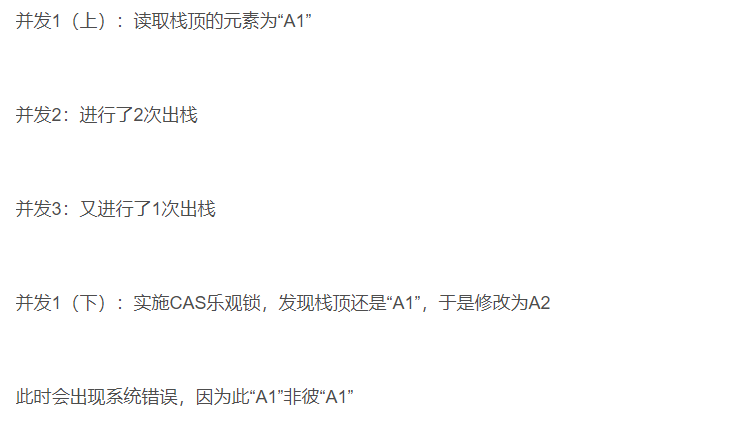 并发1（上）：读取栈顶的元素为“A1”
并发2：进行了2次出栈
并发3：又进行了1次出栈
并发1（下）：实施CAS乐观锁，发现栈顶还是“A1”，于是修改为A2
此时会出现系统错误，因为此“A1”非彼“A1”